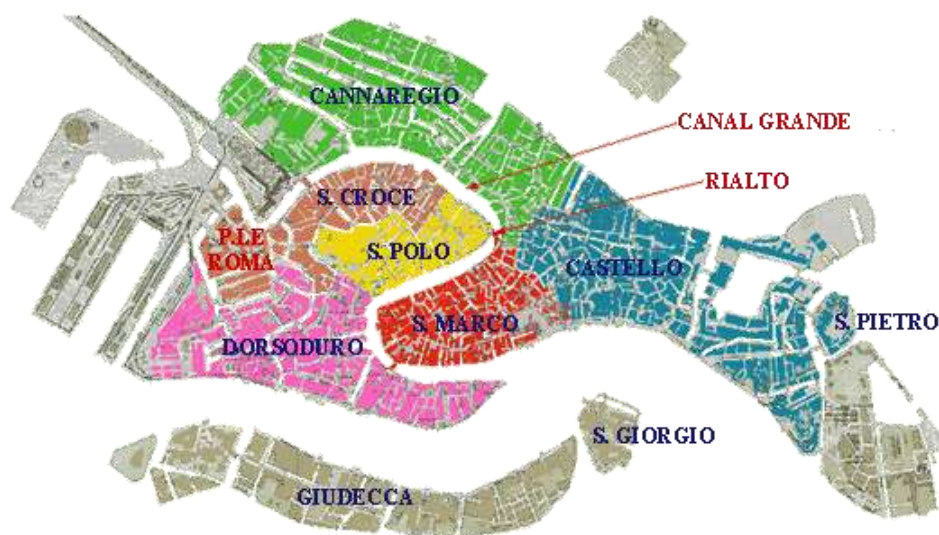 CANNAREGIO
CANAL GRANDE
RIALTO
S. CROCE
P.LE
ROMA
S. POLO
CASTELLO
S. MARCO
S. PIETRO
DORSODURO
S. GIORGIO
GIUDECCA